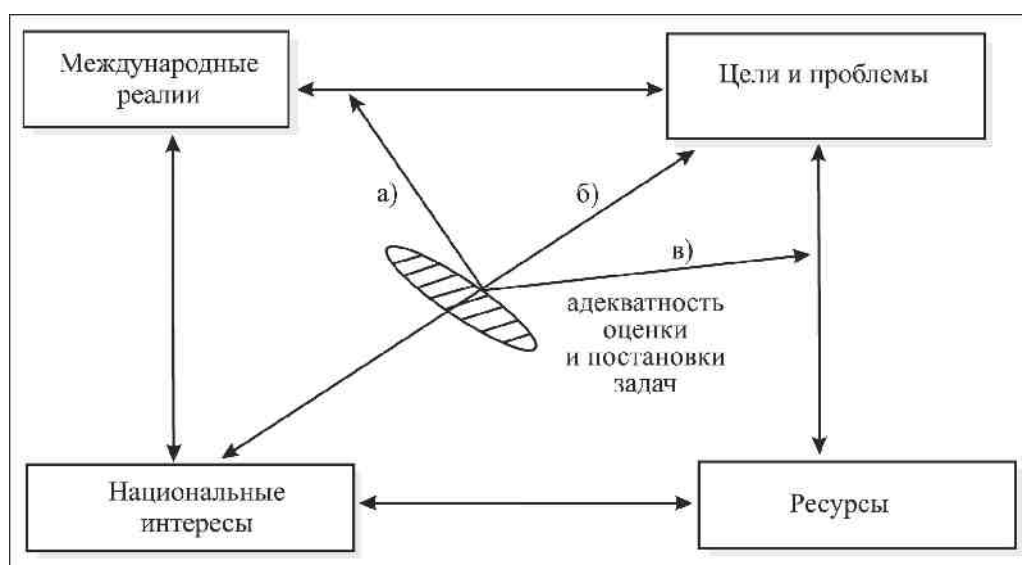 Международные
реалии
Цели и проблемы
а)
б)
в)
адекватность
оценки
и постановки
задач
Национальные
интересы
Ресурсы